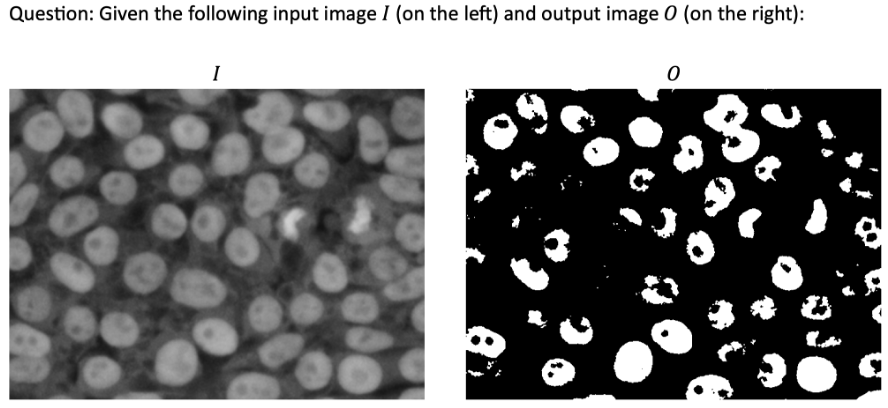 Question: Given the following input image I (on the left) and output image O (on the right):
I
O